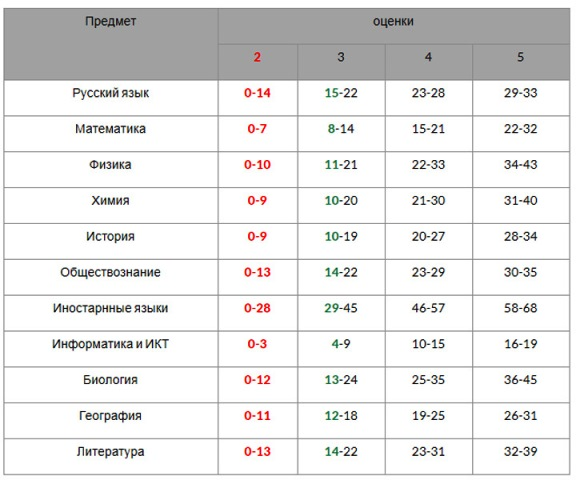 Предмет оценки
2 3 4 5
Русский язык 0-14 15-22 23-28 29-33
Математика 0-7 8-14 15-21 22-32
Физика 0-10 11-21 22-33 34-43
Химия 0-9 10-20 21-30 31-40
История 0-9 10-19 20-27 28-34
Обществознание 0-13 14-22 23-29 30-35
Иностарнные языки 0-28 29-45 46-57 58-68
Информатика и ИКТ 0-3 4-9 10-15 16-19
Биология 0-12 13-24 25-35 36-45
География 0-11 12-18 19-25 26-31
Литература 0-13 14-22 23-31 32-39